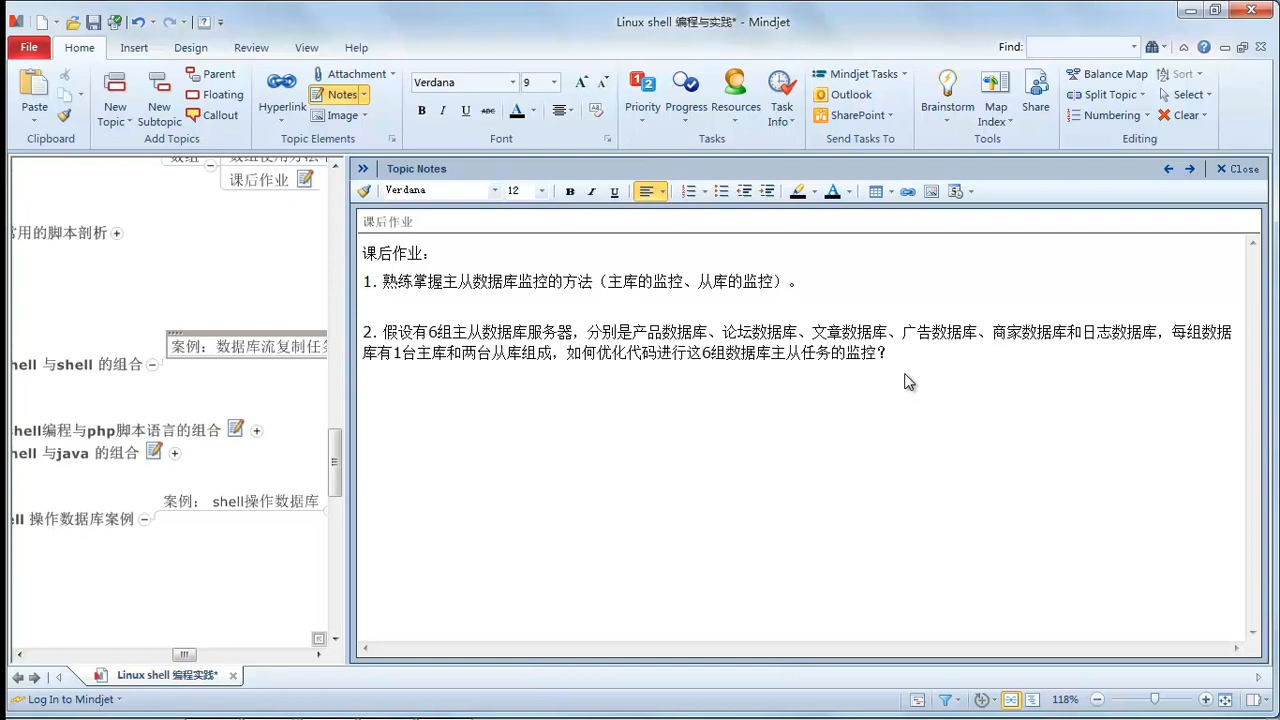 Linux shell 编程与实践* - Mindjet
File
Home
Insert
Design
Review
View
Help
Find:
Paste
New Topic
New Subtopic
Parent
Floating
Callout
Hyperlink
Attachment
Notes
Image
Verdana
9
B I U abc A
Priority
Progress
Resources
Task Info
Mindjet Tasks
Outlook
SharePoint
Brainstorm
Map Index
Share
Balance Map
Split Topic
Numbering
Sort
Select
Clear
Clipboard
Add Topics
Topic Elements
Font
Tasks
Send Tasks To
Tools
Editing
课后作业
常用的脚本剖析
案例：数据库流复制任务
hell 与shell 的组合
shell编程与php脚本语言的组合
hell 与java 的组合
案例： shell操作数据库
ell 操作数据库案例
Topic Notes
Close
Verdana
12
B I U
课后作业
课后作业：
1. 熟练掌握主从数据库监控的方法（主库的监控、从库的监控）。
2. 假设有6组主从数据库服务器，分别是产品数据库、论坛数据库、文章数据库、广告数据库、商家数据库和日志数据库，每组数据
库有1台主库和两台从库组成，如何优化代码进行这6组数据库主从任务的监控？
Linux shell 编程实践*
Log In to Mindjet
118%